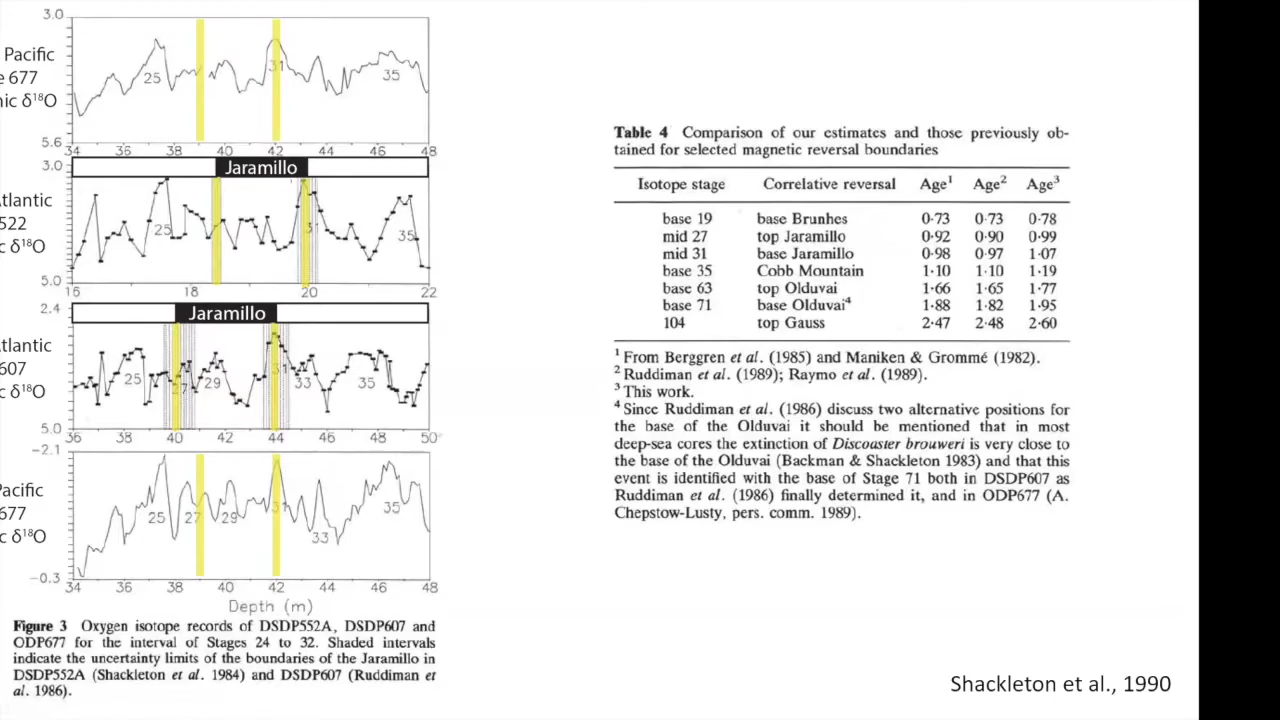 3.0
Pacific
e 677
nic δ¹⁸O
25
31
35
5.6
34 36 38 40 42 44 46 48
3.0
Jaramillo
Atlantic
522
c δ¹⁸O
25
31
35
5.0
16 18 20 22
2.4
Jaramillo
Atlantic
607
c δ¹⁸O
25
27
29
31
33
35
5.0
36 38 40 42 44 46 48 50
−2.1
Pacific
677
c δ¹⁸O
25
27
29
31
33
35
−0.3
34 36 38 40 42 44 46 48
Depth (m)
Figure 3 Oxygen isotope records of DSDP552A, DSDP607 and
ODP677 for the interval of Stages 24 to 32. Shaded intervals
indicate the uncertainty limits of the boundaries of the Jaramillo in
DSDP552A (Shackleton et al. 1984) and DSDP607 (Ruddiman et
al. 1986).
Table 4 Comparison of our estimates and those previously ob-
tained for selected magnetic reversal boundaries
Isotope stage Correlative reversal Age¹ Age² Age³
base 19 base Brunhes 0·73 0·73 0·78
mid 27 top Jaramillo 0·92 0·90 0·99
mid 31 base Jaramillo 0·98 0·97 1·07
base 35 Cobb Mountain 1·10 1·10 1·19
base 63 top Olduvai 1·66 1·65 1·77
base 71 base Olduvai⁴ 1·88 1·82 1·95
104 top Gauss 2·47 2·48 2·60
¹ From Berggren et al. (1985) and Maniken & Grommé (1982).
² Ruddiman et al. (1989); Raymo et al. (1989).
³ This work.
⁴ Since Ruddiman et al. (1986) discuss two alternative positions for
the base of the Olduvai it should be mentioned that in most
deep-sea cores the extinction of Discoaster brouweri is very close to
the base of the Olduvai (Backman & Shackleton 1983) and that this
event is identified with the base of Stage 71 both in DSDP607 as
Ruddiman et al. (1986) finally determined it, and in ODP677 (A.
Chepstow-Lusty, pers. comm. 1989).
Shackleton et al., 1990